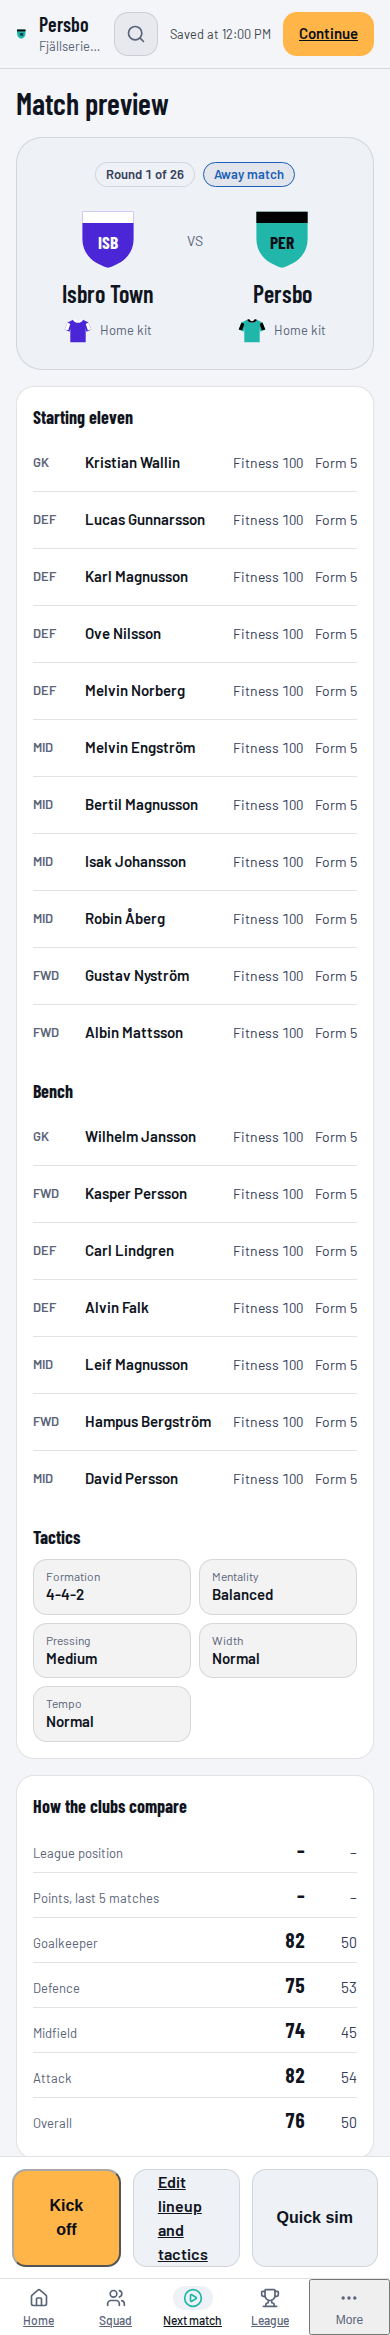 Persbo
Fjällserie...
Saved at 12:00 PM
Continue
Match preview
Round 1 of 26
Away match
ISB
VS
PER
Isbro Town
Persbo
Home kit
Home kit
Starting eleven
GK Kristian Wallin Fitness 100 Form 5
DEF Lucas Gunnarsson Fitness 100 Form 5
DEF Karl Magnusson Fitness 100 Form 5
DEF Ove Nilsson Fitness 100 Form 5
DEF Melvin Norberg Fitness 100 Form 5
MID Melvin Engström Fitness 100 Form 5
MID Bertil Magnusson Fitness 100 Form 5
MID Isak Johansson Fitness 100 Form 5
MID Robin Åberg Fitness 100 Form 5
FWD Gustav Nyström Fitness 100 Form 5
FWD Albin Mattsson Fitness 100 Form 5
Bench
GK Wilhelm Jansson Fitness 100 Form 5
FWD Kasper Persson Fitness 100 Form 5
DEF Carl Lindgren Fitness 100 Form 5
DEF Alvin Falk Fitness 100 Form 5
MID Leif Magnusson Fitness 100 Form 5
FWD Hampus Bergström Fitness 100 Form 5
MID David Persson Fitness 100 Form 5
Tactics
Formation
4-4-2
Mentality
Balanced
Pressing
Medium
Width
Normal
Tempo
Normal
How the clubs compare
League position – –
Points, last 5 matches – –
Goalkeeper 82 50
Defence 75 53
Midfield 74 45
Attack 82 54
Overall 76 50
Kick
off
Edit
lineup
and
tactics
Quick sim
Home
Squad
Next match
League
More